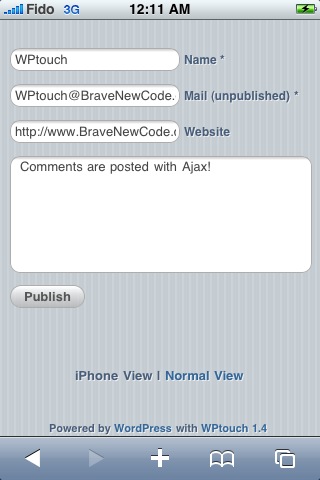 Fido 3G 12:11 AM
WPtouch Name *
WPtouch@BraveNewCode. Mail (unpublished) *
http://www.BraveNewCode.c Website
Comments are posted with Ajax!
Publish
iPhone View | Normal View
Powered by WordPress with WPtouch 1.4